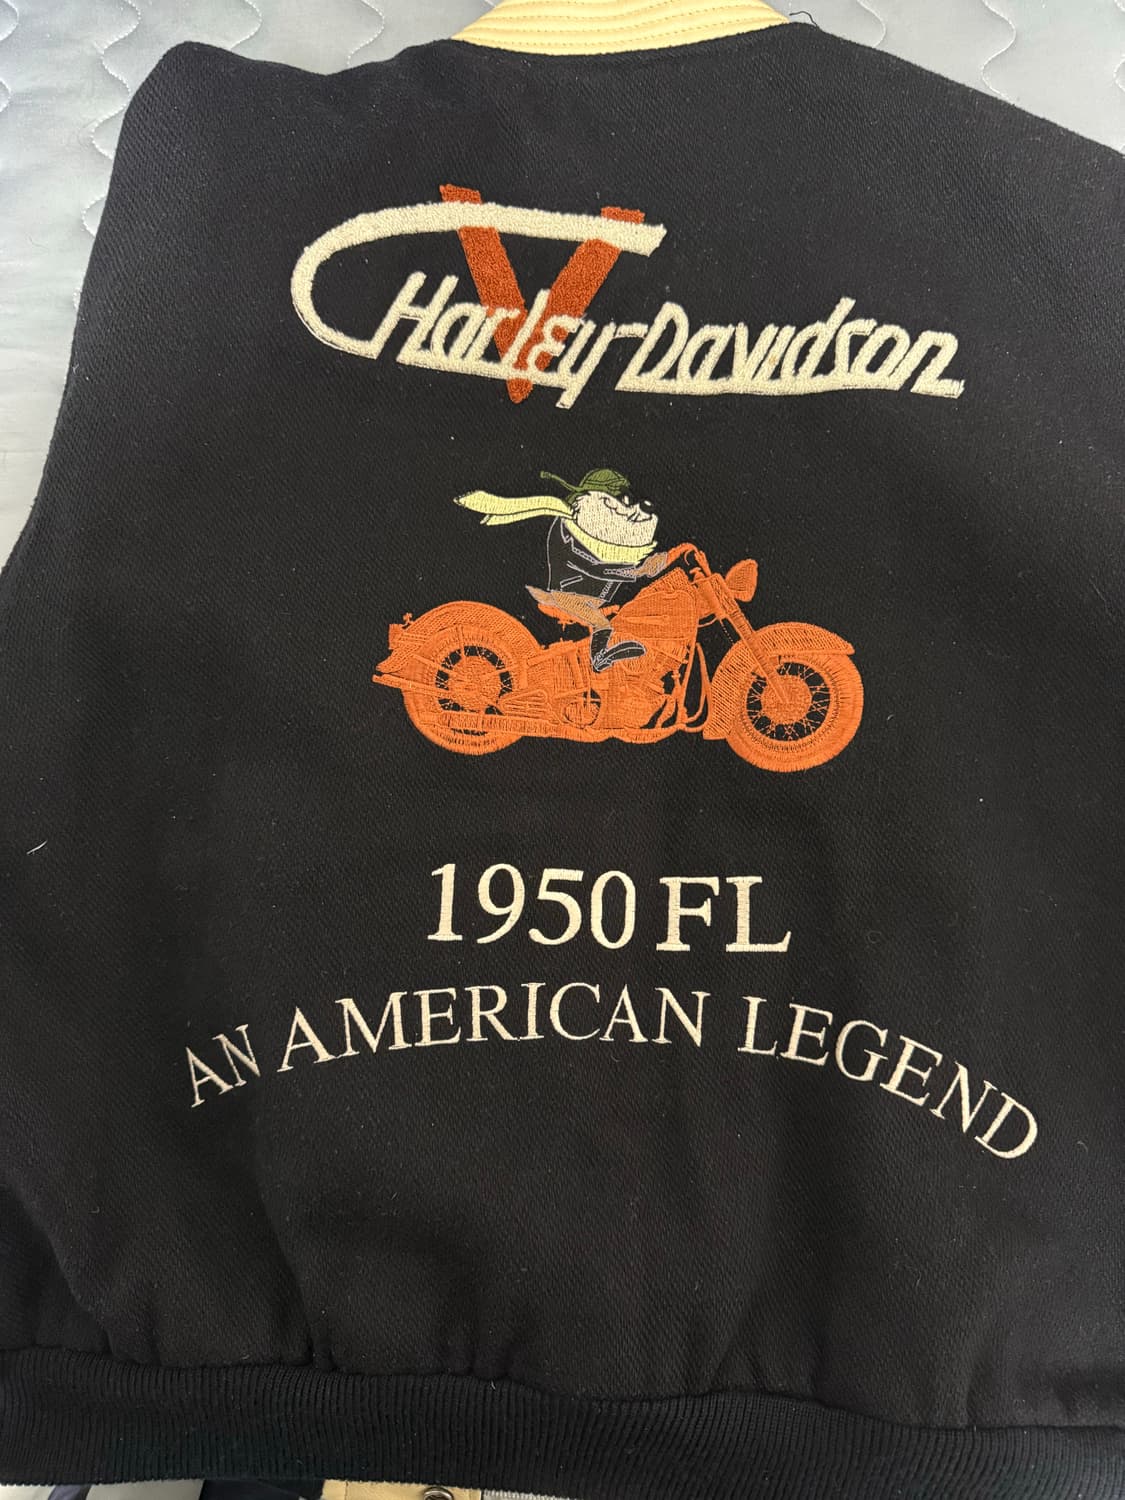 V
Harley-Davidson
1950 FL
AN AMERICAN LEGEND